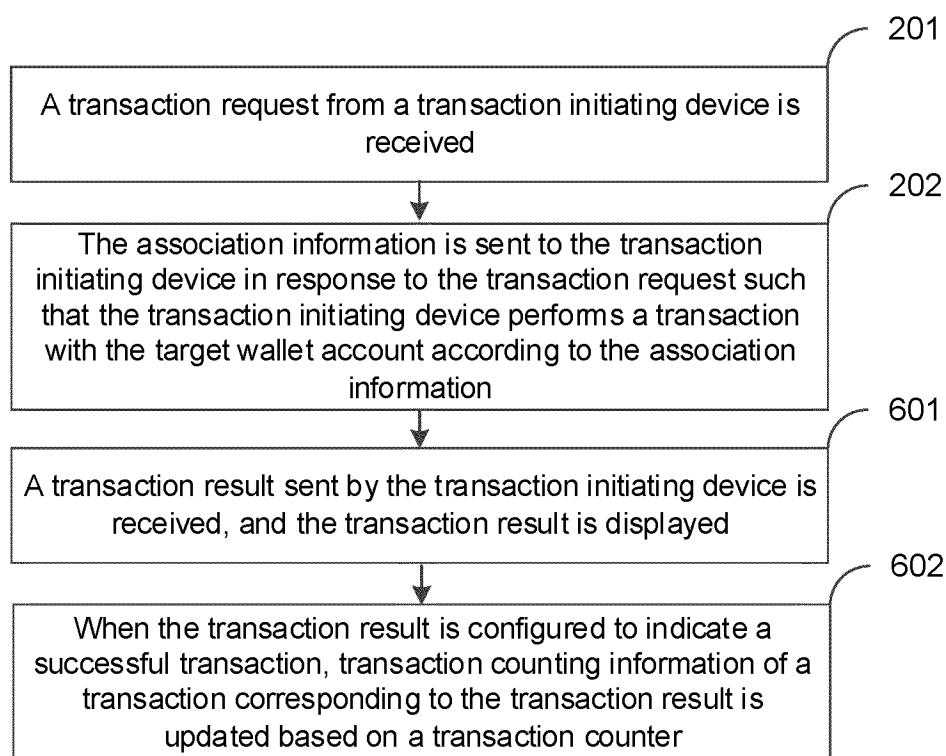 201
A transaction request from a transaction initiating device is
received
202
The association information is sent to the transaction
initiating device in response to the transaction request such
that the transaction initiating device performs a transaction
with the target wallet account according to the association
information
601
A transaction result sent by the transaction initiating device is
received, and the transaction result is displayed
602
When the transaction result is configured to indicate a
successful transaction, transaction counting information of a
transaction corresponding to the transaction result is
updated based on a transaction counter